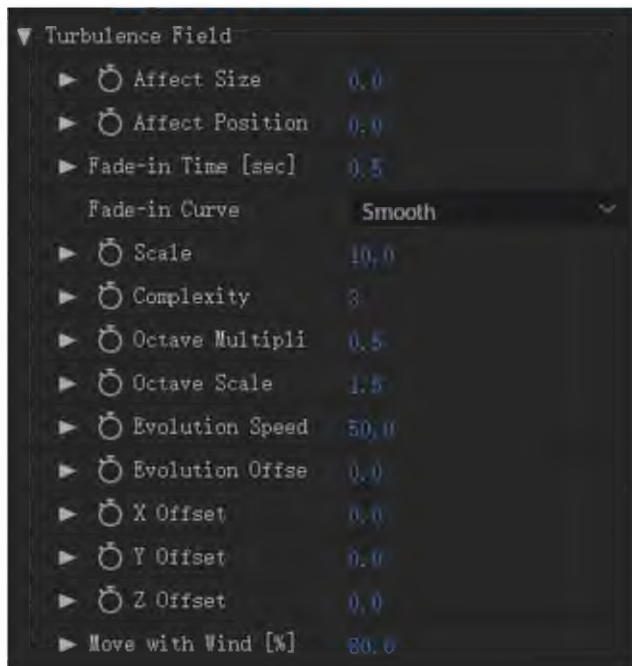 Turbulence Field
Affect Size 0.0
Affect Position 0.0
Fade-in Time [sec] 0.5
Fade-in Curve Smooth
Scale 10.0
Complexity 3
Octave Multipli 0.5
Octave Scale 1.5
Evolution Speed 50.0
Evolution Offse 0.0
X Offset 0.0
Y Offset 0.0
Z Offset 0.0
Move with Wind [%] 80.0